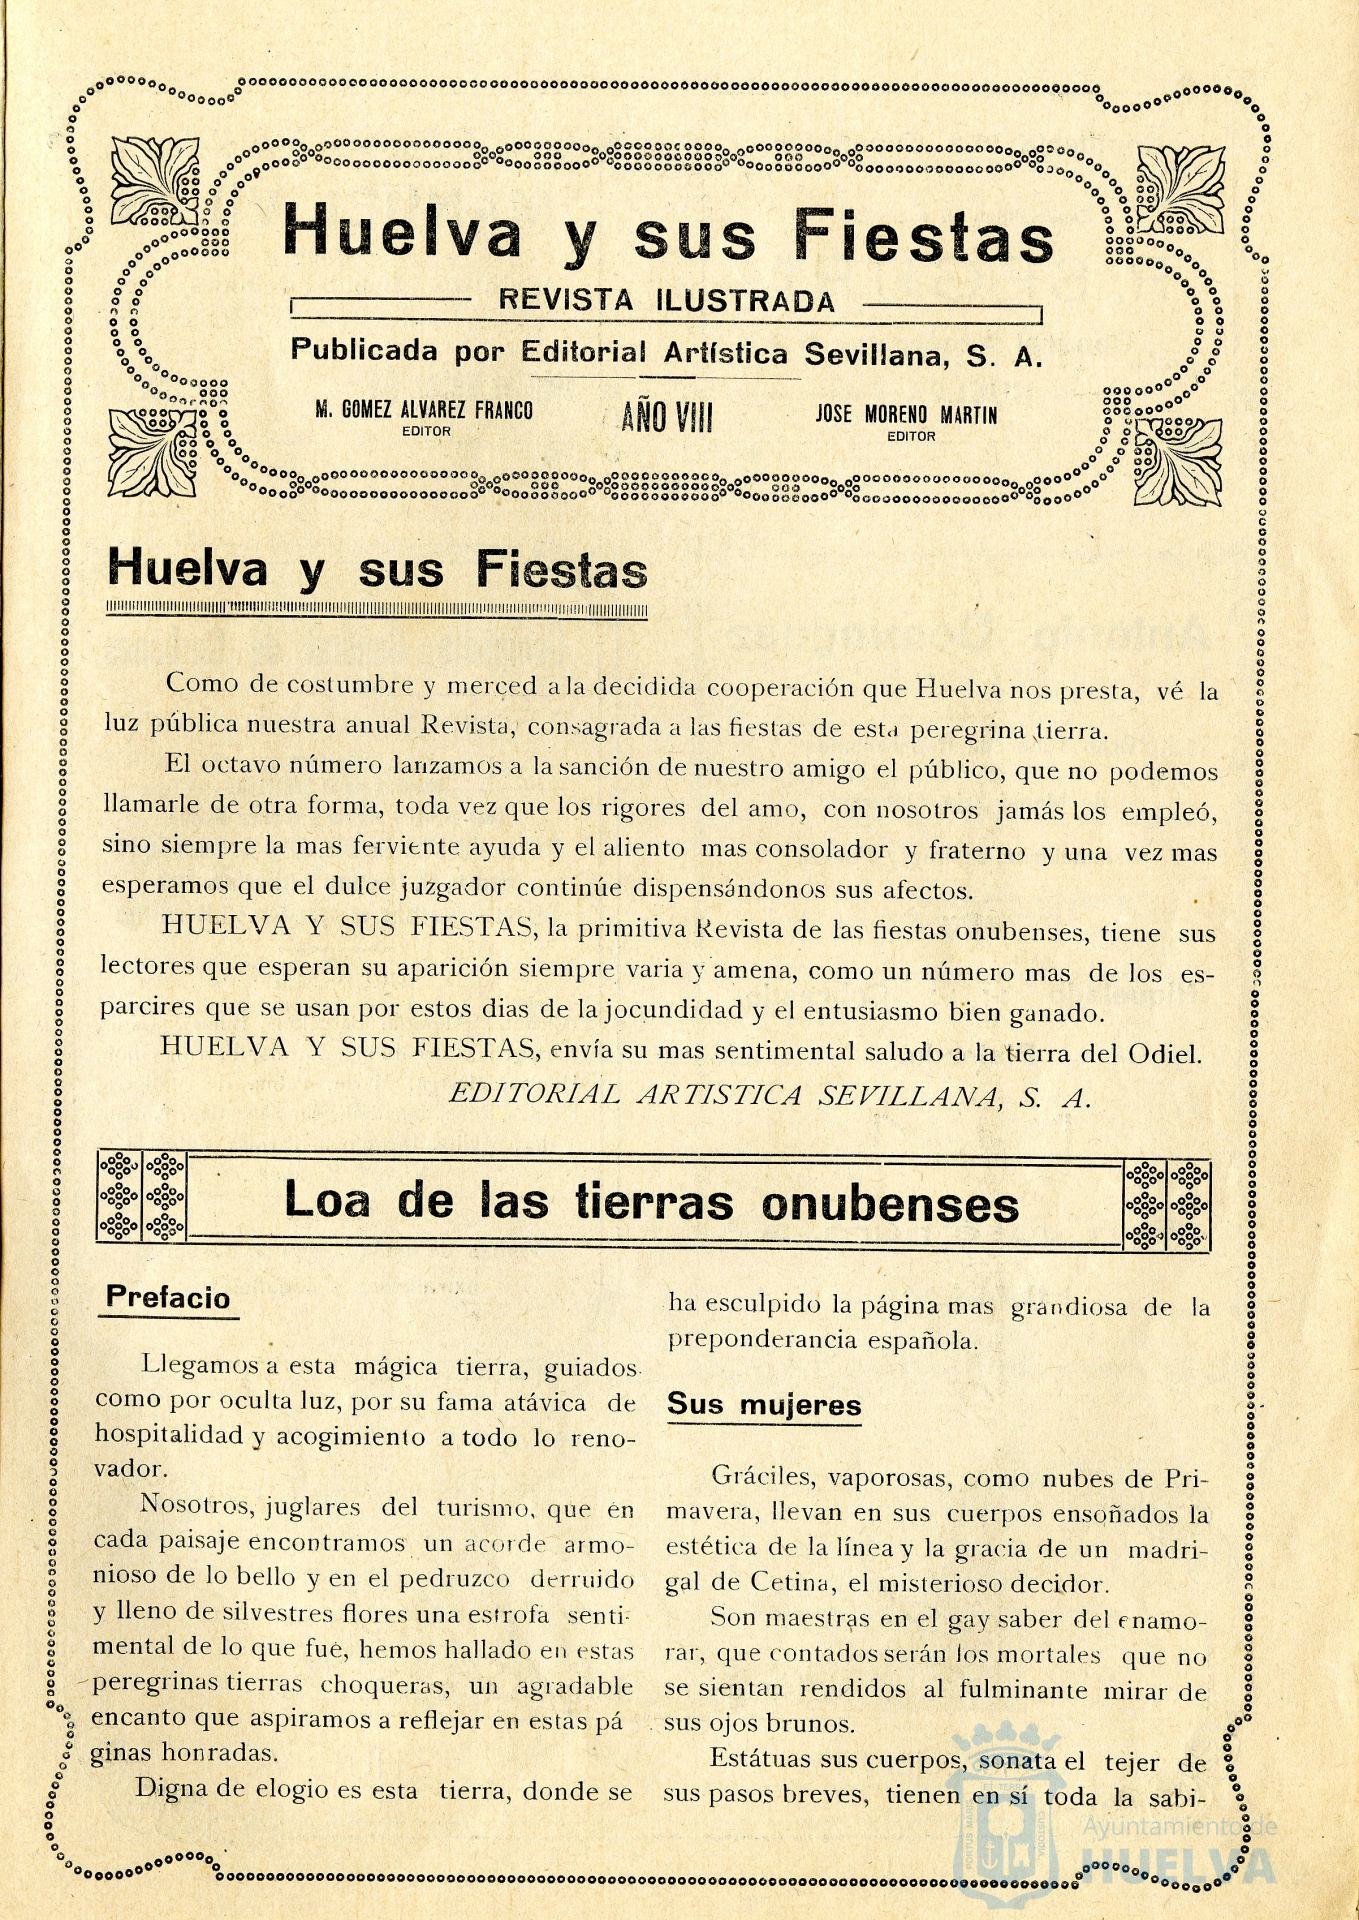 Huelva y sus Fiestas
REVISTA ILUSTRADA
Publicada por Editorial Artística Sevillana, S. A.
M. GOMEZ ALVAREZ FRANCO
EDITOR
AÑO VIII
JOSE MORENO MARTIN
EDITOR
Huelva y sus Fiestas
Como de costumbre y merced a la decidida cooperación que Huelva nos presta, vé la
luz pública nuestra anual Revista, consagrada a las fiestas de esta peregrina tierra.
El octavo número lanzamos a la sanción de nuestro amigo el público, que no podemos
llamarle de otra forma, toda vez que los rigores del amo, con nosotros jamás los empleó,
sino siempre la mas ferviente ayuda y el aliento mas consolador y fraterno y una vez mas
esperamos que el dulce juzgador continúe dispensándonos sus afectos.
HUELVA Y SUS FIESTAS, la primitiva Revista de las fiestas onubenses, tiene sus
lectores que esperan su aparición siempre varia y amena, como un número mas de los es-
parcires que se usan por estos dias de la jocundidad y el entusiasmo bien ganado.
HUELVA Y SUS FIESTAS, envía su mas sentimental saludo a la tierra del Odiel.
EDITORIAL ARTISTICA SEVILLANA, S. A.
Loa de las tierras onubenses
Prefacio
Llegamos a esta mágica tierra, guiados
como por oculta luz, por su fama atávica de
hospitalidad y acogimiento a todo lo reno-
vador.
Nosotros, juglares del turismo, que en
cada paisaje encontramos un acorde armo-
nioso de lo bello y en el pedruzco derruido
y lleno de silvestres flores una estrofa senti-
mental de lo que fué, hemos hallado en estas
peregrinas tierras choqueras, un agradable
encanto que aspiramos a reflejar en estas pá
ginas honradas.
Digna de elogio es esta tierra, donde se
ha esculpido la página mas grandiosa de la
preponderancia española.
Sus mujeres
Gráciles, vaporosas, como nubes de Pri-
mavera, llevan en sus cuerpos ensoñados la
estética de la línea y la gracia de un madri-
gal de Cetina, el misterioso decidor.
Son maestras en el gay saber del enamo-
rar, que contados serán los mortales que no
se sientan rendidos al fulminante mirar de
sus ojos brunos.
Estátuas sus cuerpos, sonata el tejer de
sus pasos breves, tienen en sí toda la sabi-
Ayuntamiento de
HUELVA